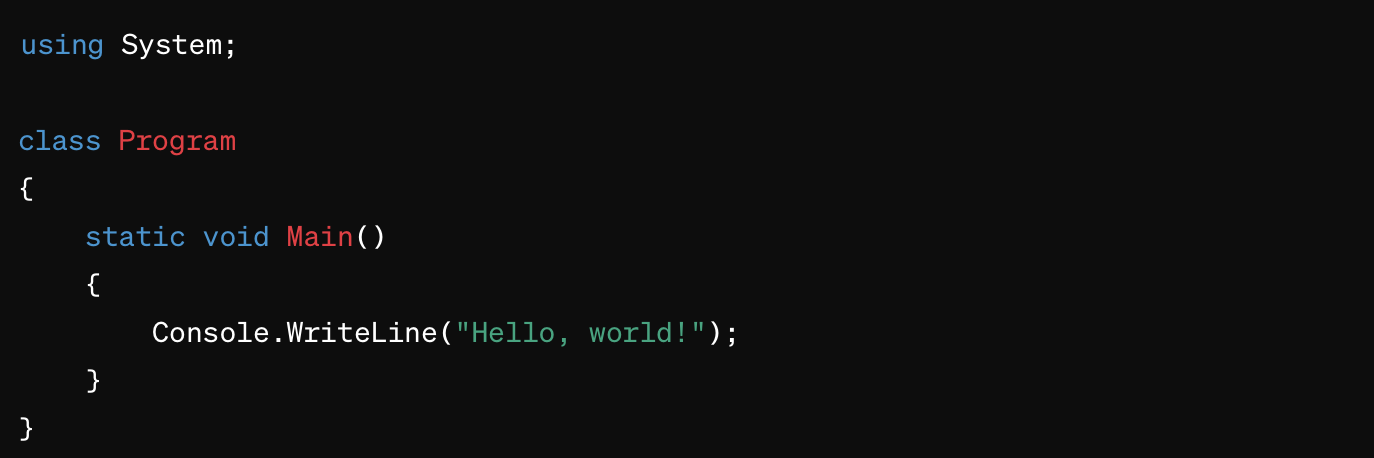 using System;

class Program
{
    static void Main()
    {
        Console.WriteLine("Hello, world!");
    }
}